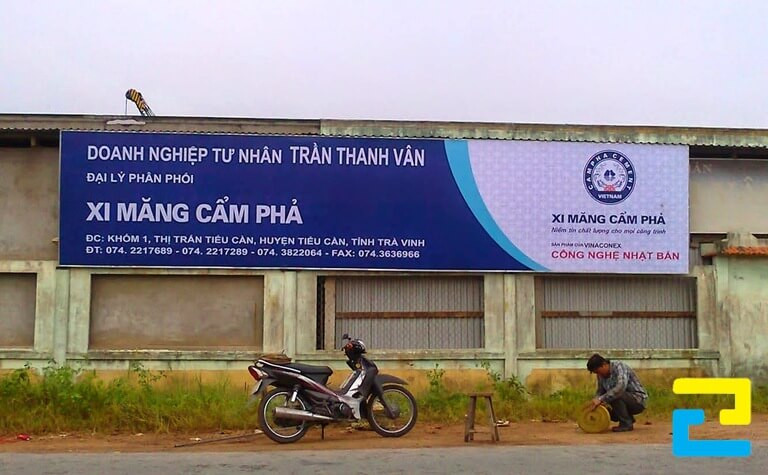 DOANH NGHIỆP TƯ NHÂN TRẦN THANH VÂN
ĐẠI LÝ PHÂN PHỐI
XI MĂNG CẨM PHẢ
ĐC: KHÓM 1, THỊ TRẤN TIỂU CẦN, HUYỆN TIỂU CẦN, TỈNH TRÀ VINH
ĐT: 074. 2217689 - 074. 2217289 - 074. 3822064 - FAX: 074.3636966
CAMPHA CEMENT
VIETNAM
XI MĂNG CẨM PHẢ
Niềm tin chất lượng cho mọi công trình
SẢN PHẨM CỦA VINACONEX
CÔNG NGHỆ NHẬT BẢN